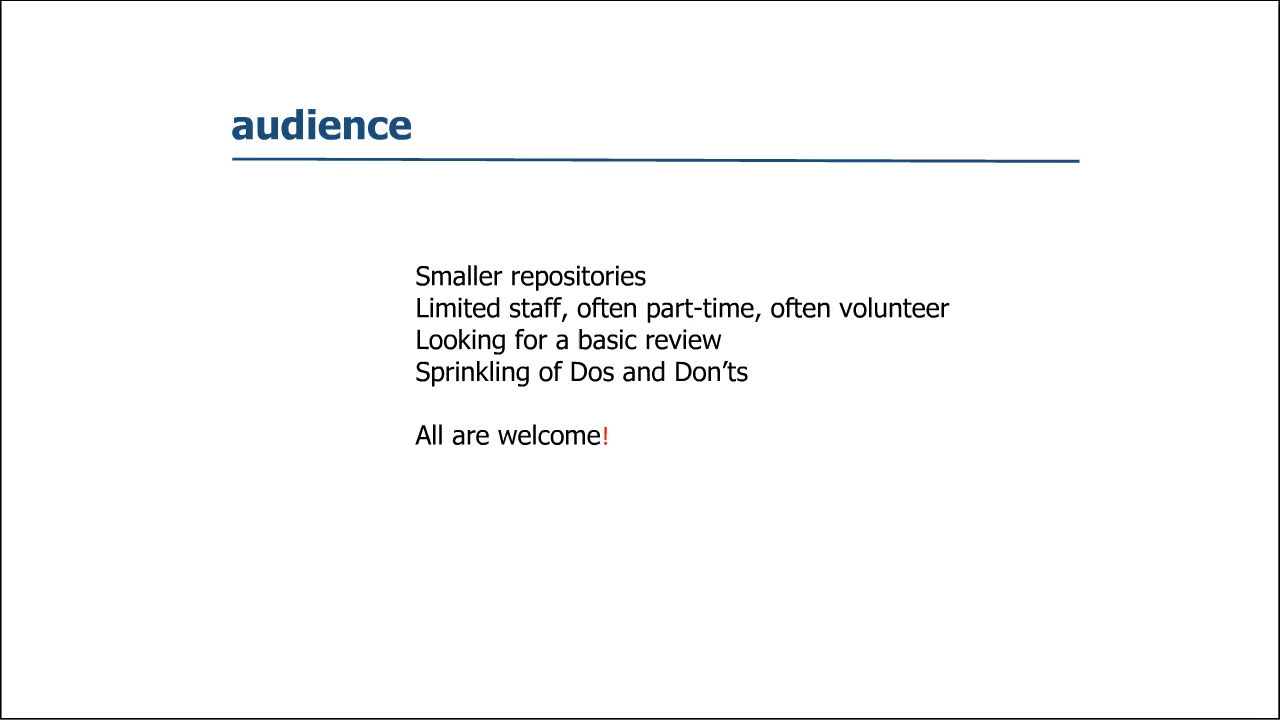 audience
Smaller repositories
Limited staff, often part-time, often volunteer
Looking for a basic review
Sprinkling of Dos and Don’ts
All are welcome!